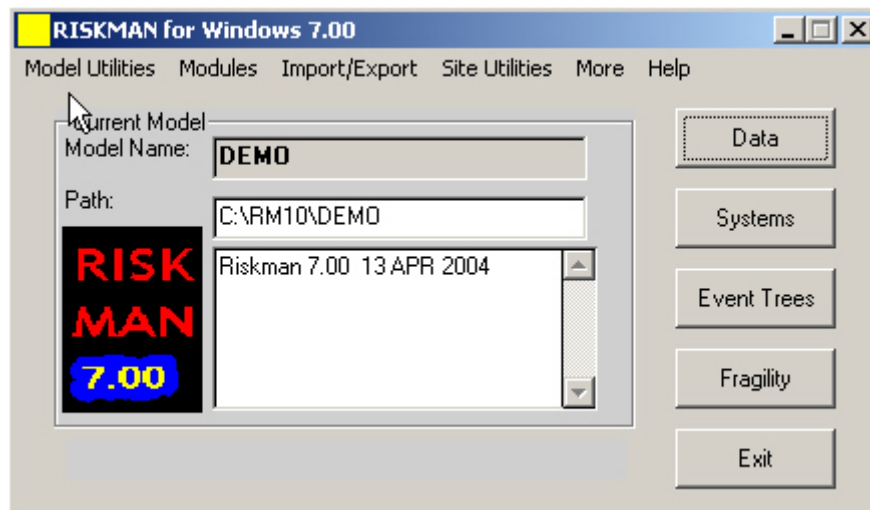 RISKMAN for Windows 7.00
Model Utilities Modules Import/Export Site Utilities More Help
Current Model
Model Name:
DEMO
Path:
C:\RM10\DEMO
Riskman 7.00 13 APR 2004
RISK
MAN
7.00
Data
Systems
Event Trees
Fragility
Exit